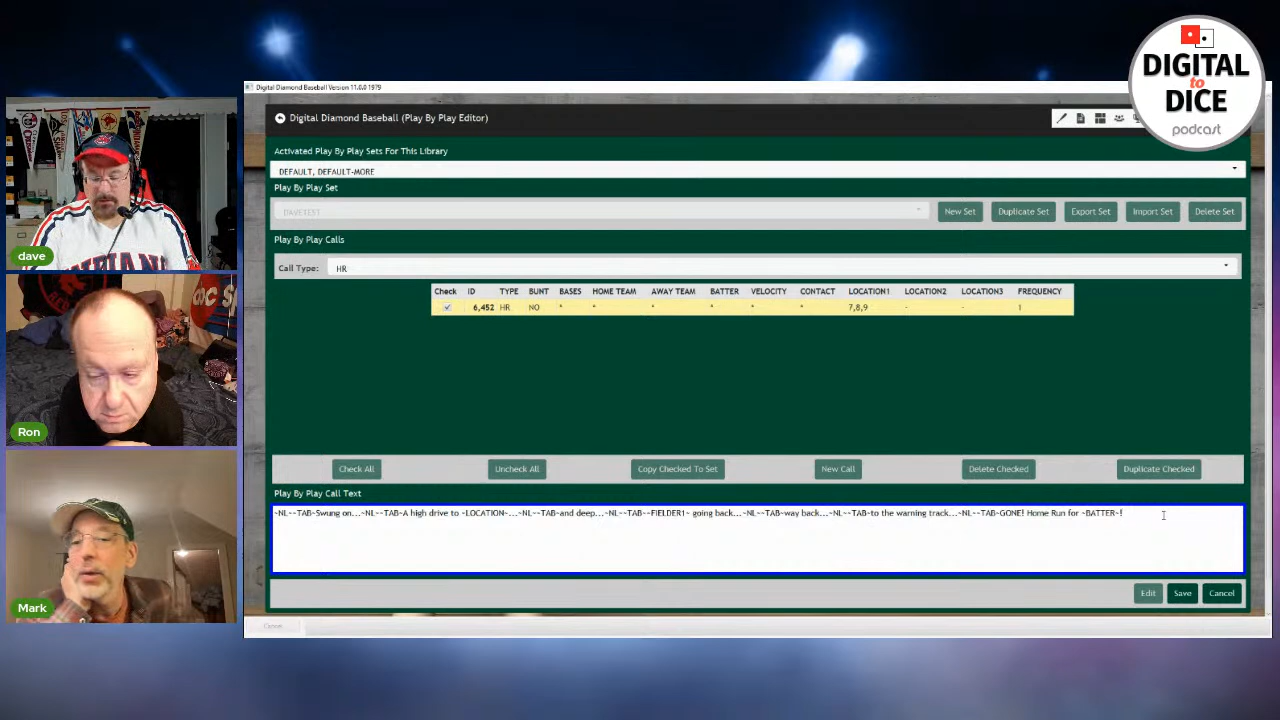 DIGITAL
to
DICE
podcast
Digital Diamond Baseball Version 11.0.0 1979
Digital Diamond Baseball (Play By Play Editor)
Activated Play By Play Sets For This Library
DEFAULT, DEFAULT-MORE
Play By Play Set
DAVETEST
New Set
Duplicate Set
Export Set
Import Set
Delete Set
Play By Play Calls
Call Type:
HR
Check ID TYPE BUNT BASES HOME TEAM AWAY TEAM BATTER VELOCITY CONTACT LOCATION1 LOCATION2 LOCATION3 FREQUENCY
6,452 HR NO * * * * * * 7,8,9 - - 1
Check All
Uncheck All
Copy Checked To Set
New Call
Delete Checked
Duplicate Checked
Play By Play Call Text
~NL~~TAB~Swung on...~NL~~TAB~A high drive to ~LOCATION~...~NL~~TAB~and deep...~NL~~TAB~~FIELDER1~ going back...~NL~~TAB~way back...~NL~~TAB~to the warning track...~NL~~TAB~GONE! Home Run for ~BATTER~!
Edit
Save
Cancel
dave
Ron
Mark